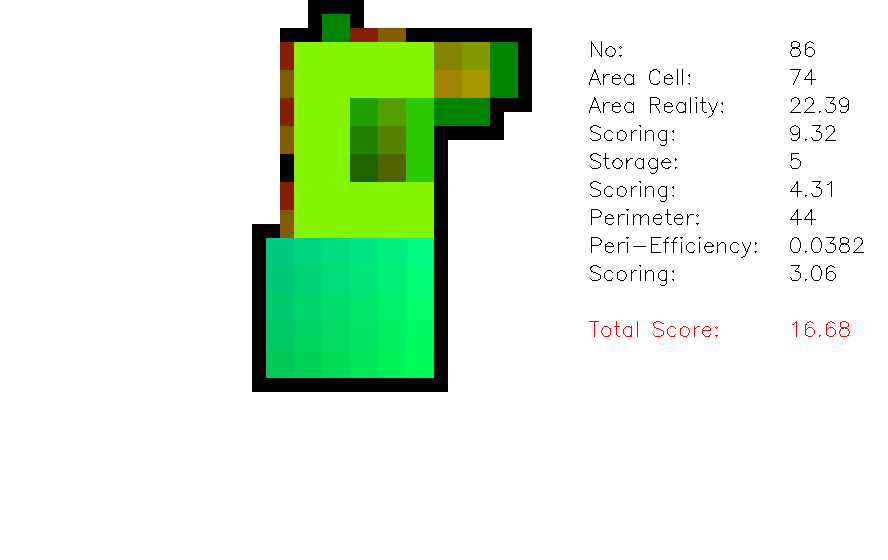 No: 86
Area Cell: 74
Area Reality: 22.39
Scoring: 9.32
Storage: 5
Scoring: 4.31
Perimeter: 44
Peri-Efficiency: 0.0382
Scoring: 3.06
Total Score: 16.68